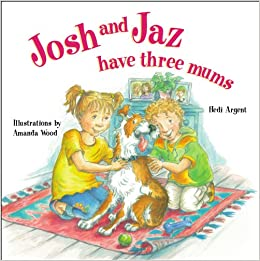 Josh and
Jaz
have three mums
Illustrations by
Amanda Wood
Hedi Argent